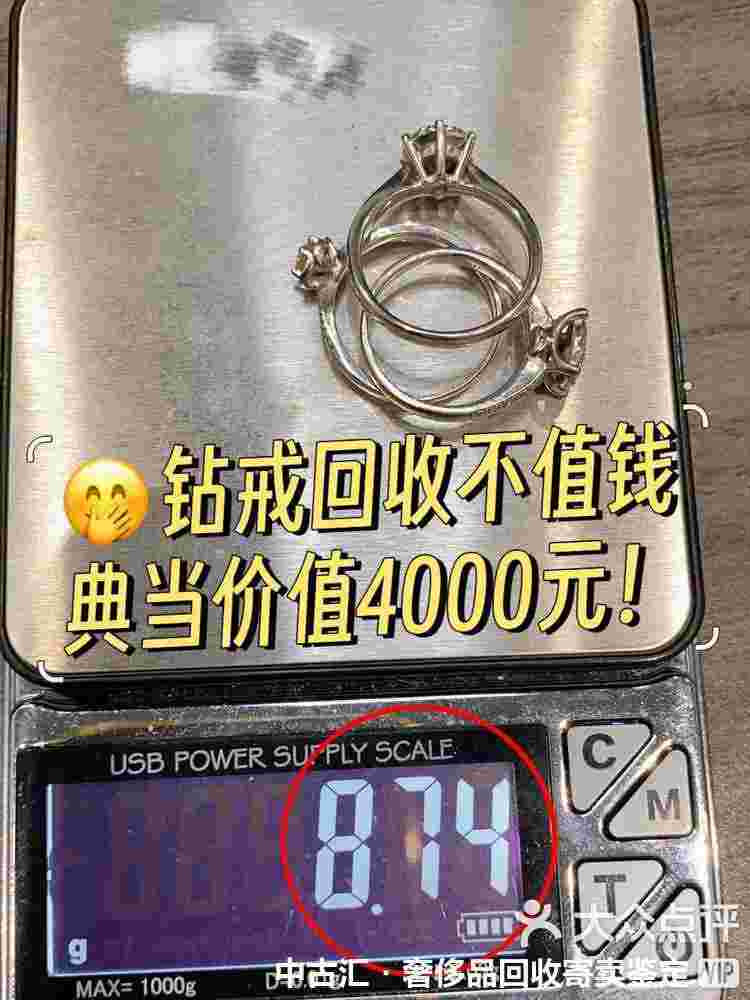 钻戒回收不值钱
典当价值4000元!
USB POWER SUPPLY SCALE
8.74
g
MAX= 1000g
C
M
T
大众点评
中古汇·奢侈品回收寄卖鉴定
VIP